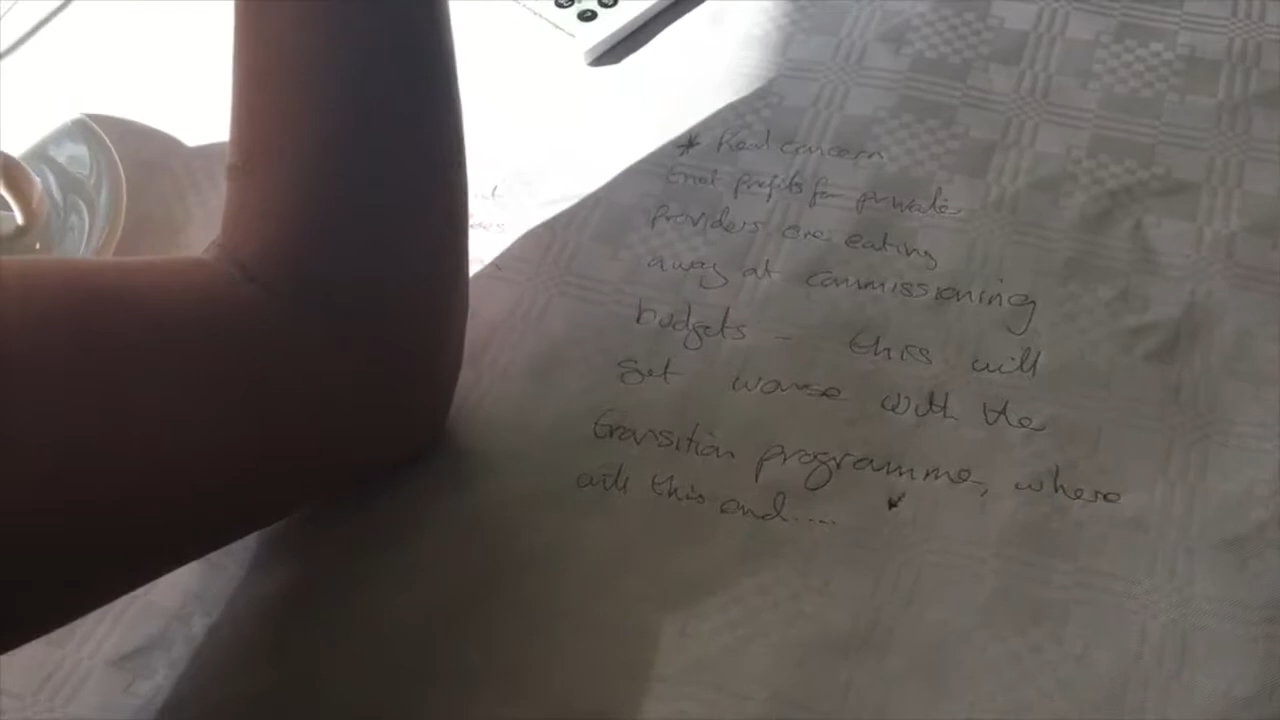 * Real concern
that profits for private
providers are eating
away at commissioning
budgets - this will
get worse with the
transition programme, where
will this end....